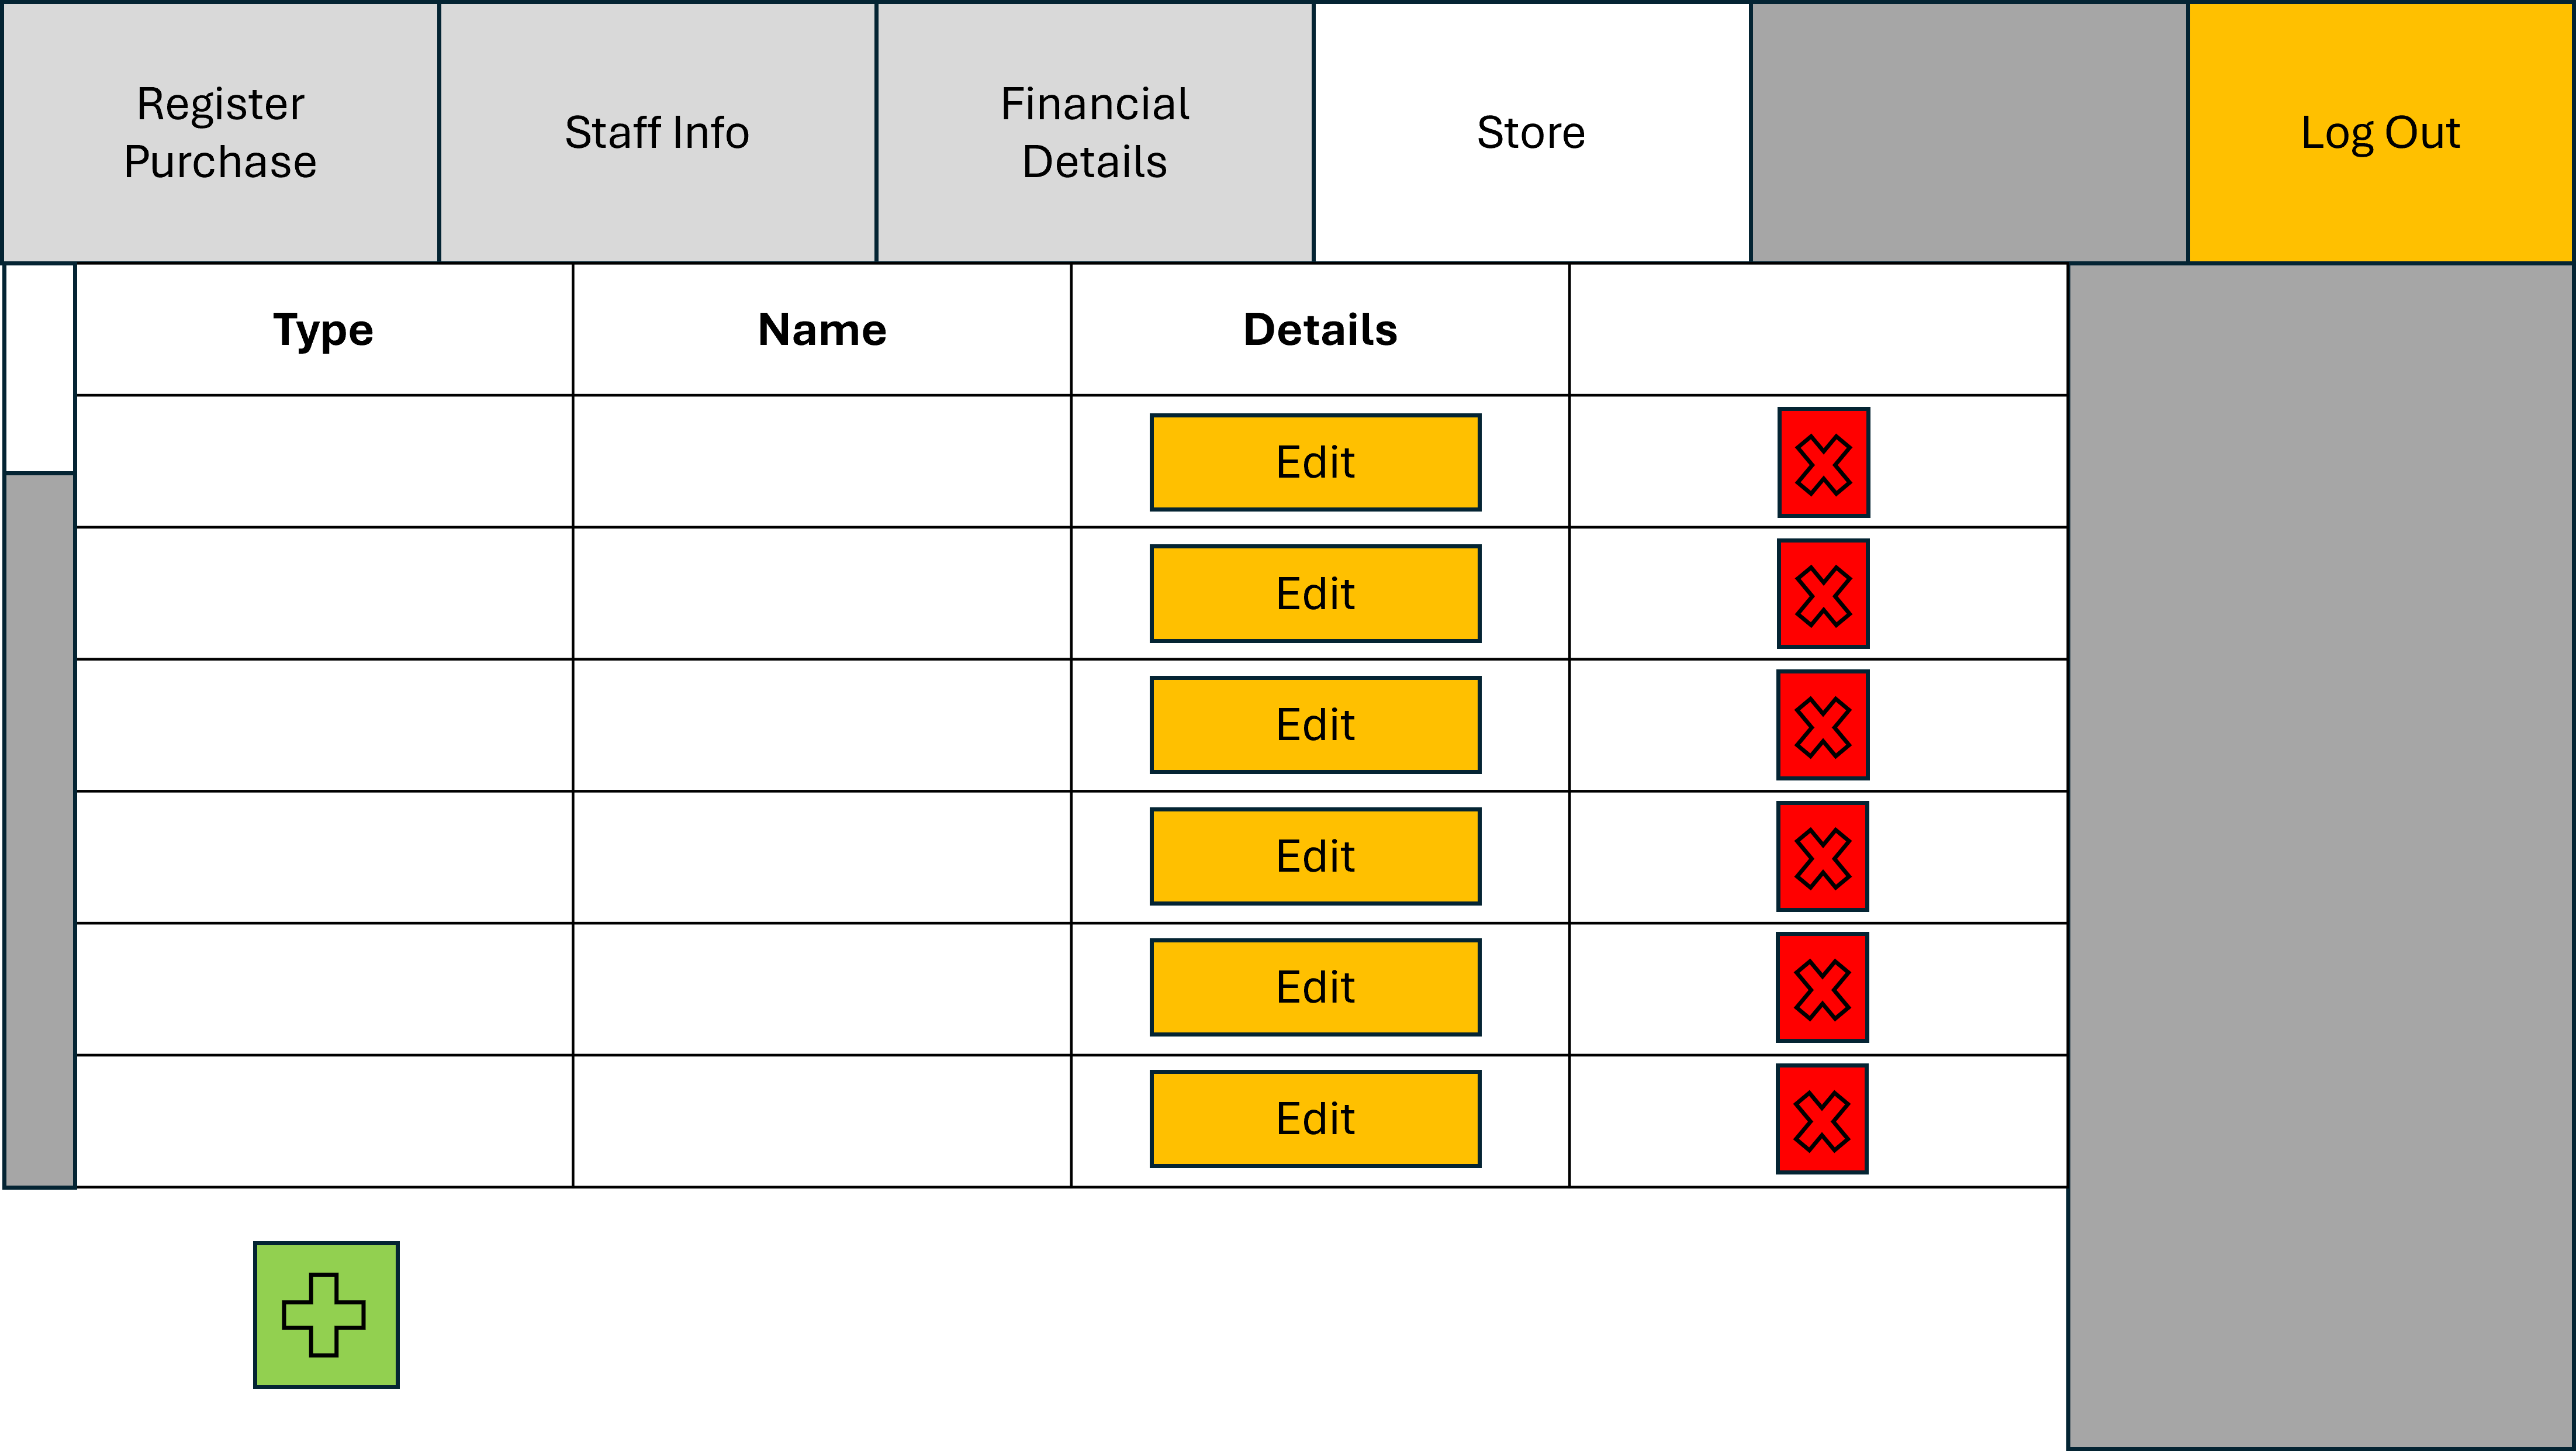 Register
Purchase
Staff Info
Financial
Details
Store
Log Out
Type
Name
Details
Edit
Edit
Edit
Edit
Edit
Edit